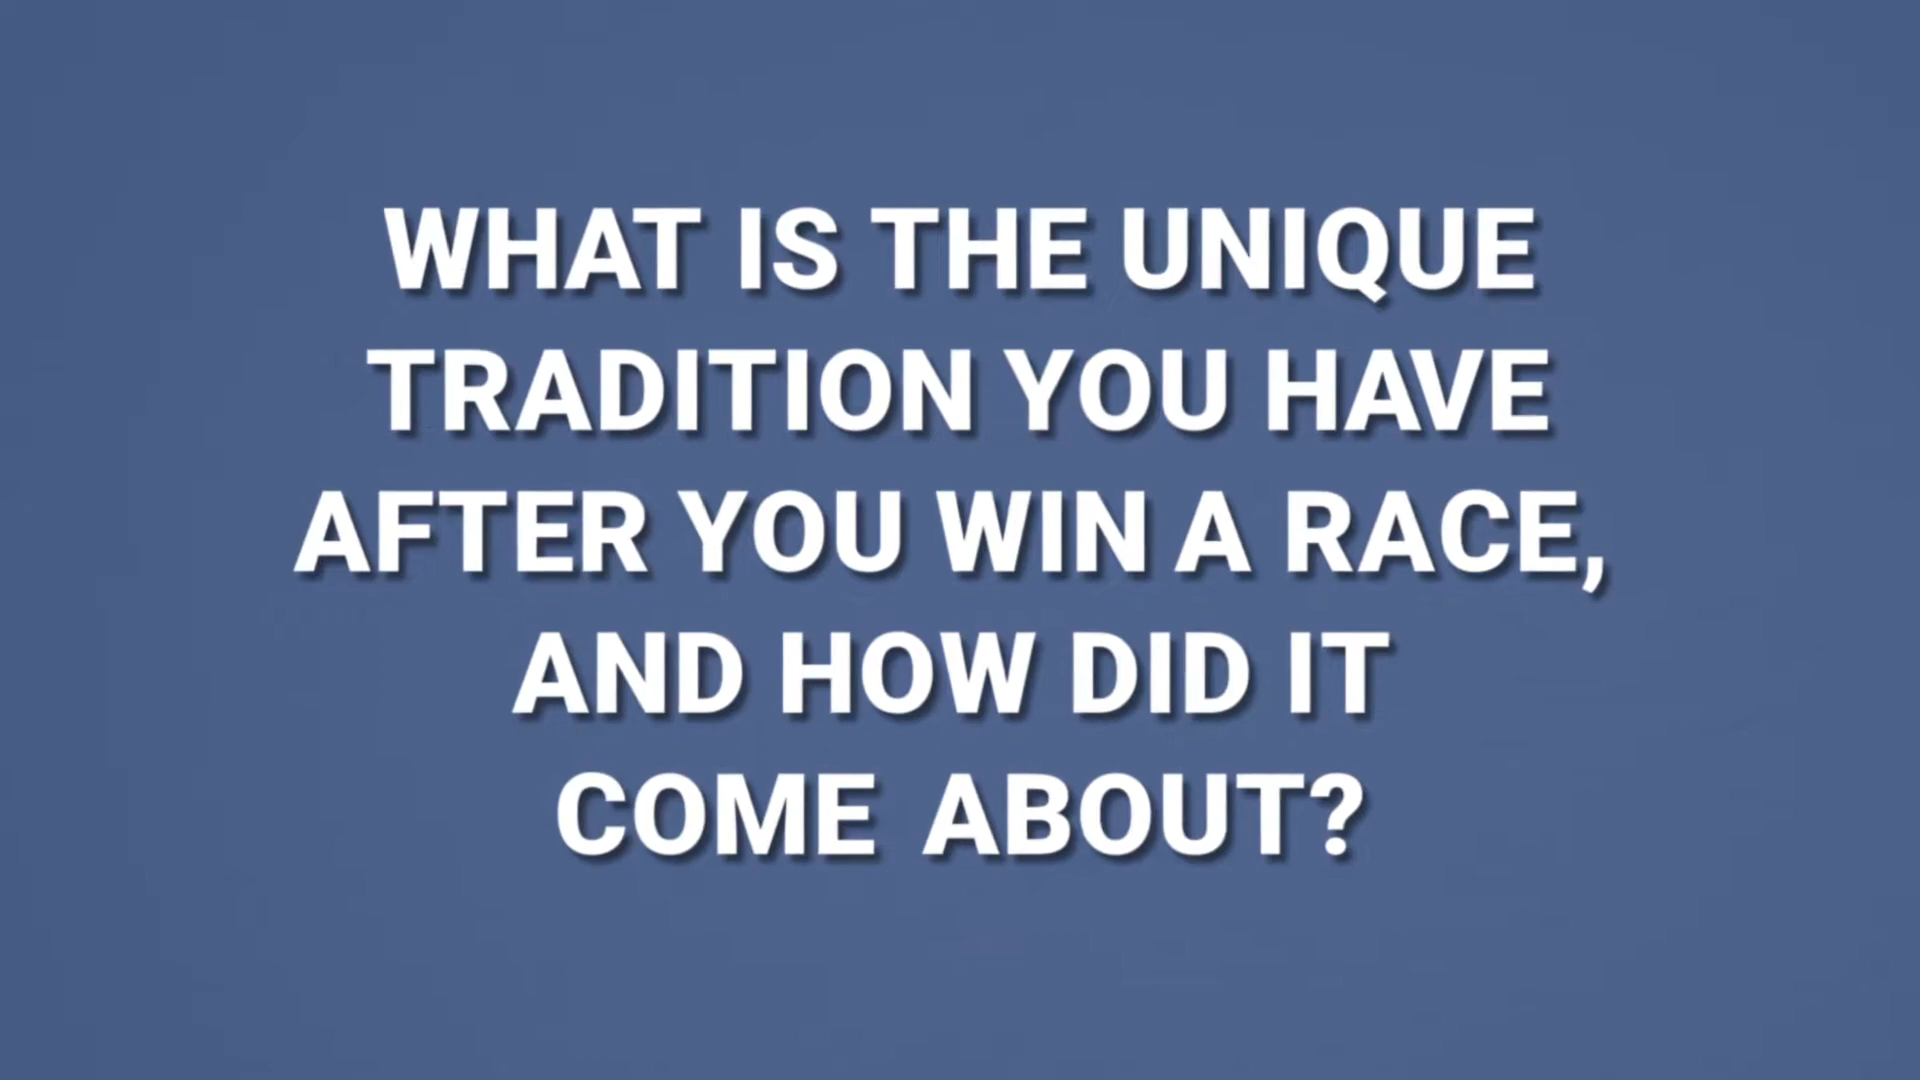 WHAT IS THE UNIQUE
TRADITION YOU HAVE
AFTER YOU WIN A RACE,
AND HOW DID IT
COME ABOUT?